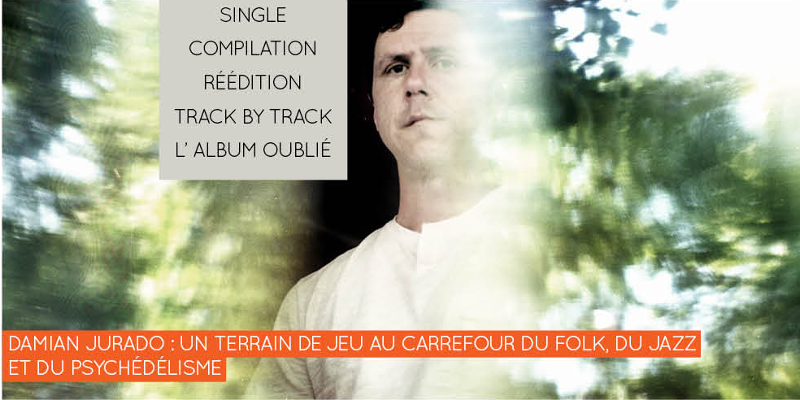 SINGLE
COMPILATION
RÉÉDITION
TRACK BY TRACK
L' ALBUM OUBLIÉ
DAMIAN JURADO : UN TERRAIN DE JEU AU CARREFOUR DU FOLK, DU JAZZ
ET DU PSYCHÉDÉLISME